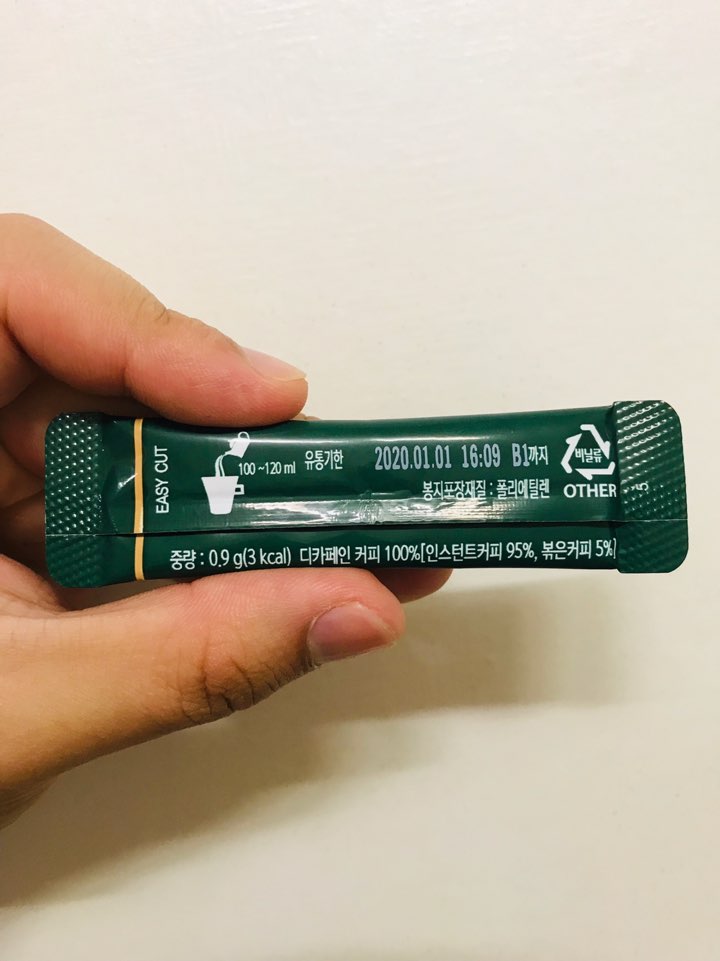 EASY CUT
100 ~120 ml
유통기한 2020.01.01 16:09 B1까지
봉지포장재질 : 폴리에틸렌
비닐류
OTHER
5
중량 : 0.9 g(3 kcal) 디카페인 커피 100%[인스턴트커피 95%, 볶은커피 5%]